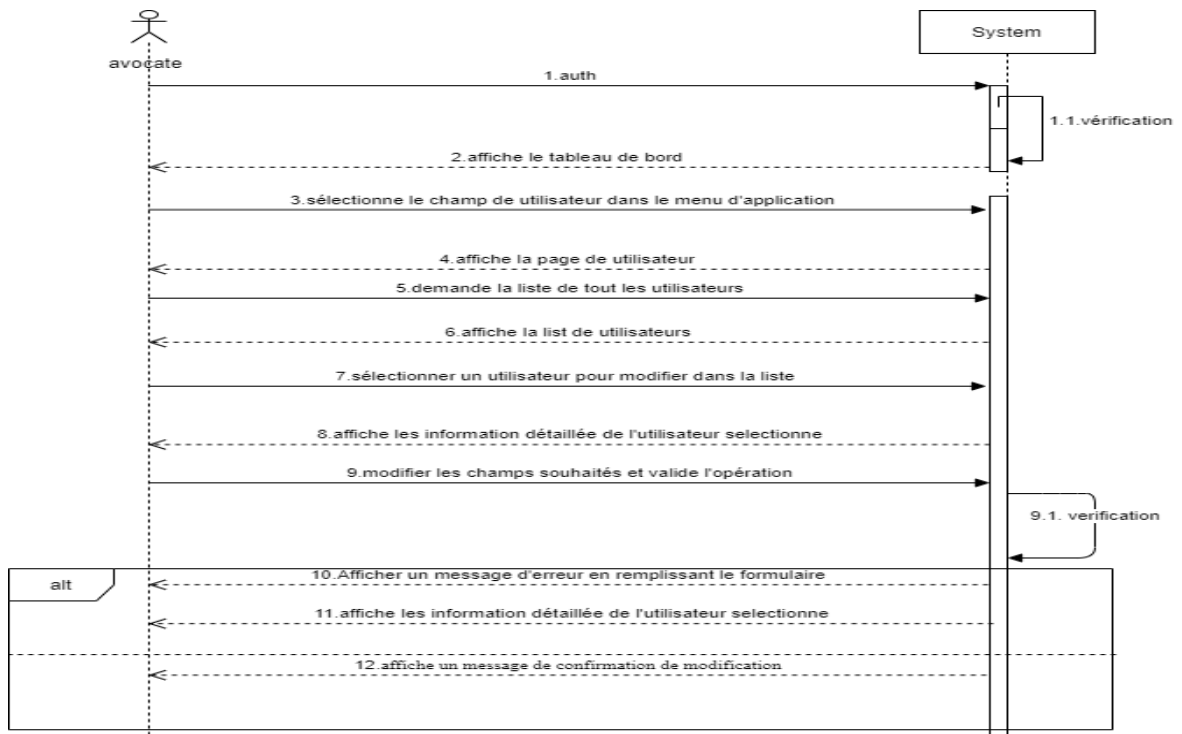 System
avocate
1.auth
1.1.vérification
2.affiche le tableau de bord
3.sélectionne le champ de utilisateur dans le menu d'application
4.affiche la page de utilisateur
5.demande la liste de tout les utilisateurs
6.affiche la list de utilisateurs
7.sélectionner un utilisateur pour modifier dans la liste
8.affiche les information détaillée de l'utilisateur selectionne
9.modifier les champs souhaités et valide l'opération
9.1. verification
alt
10.Afficher un message d'erreur en remplissant le formulaire
11.affiche les information détaillée de l'utilisateur selectionne
12.affiche un message de confirmation de modification